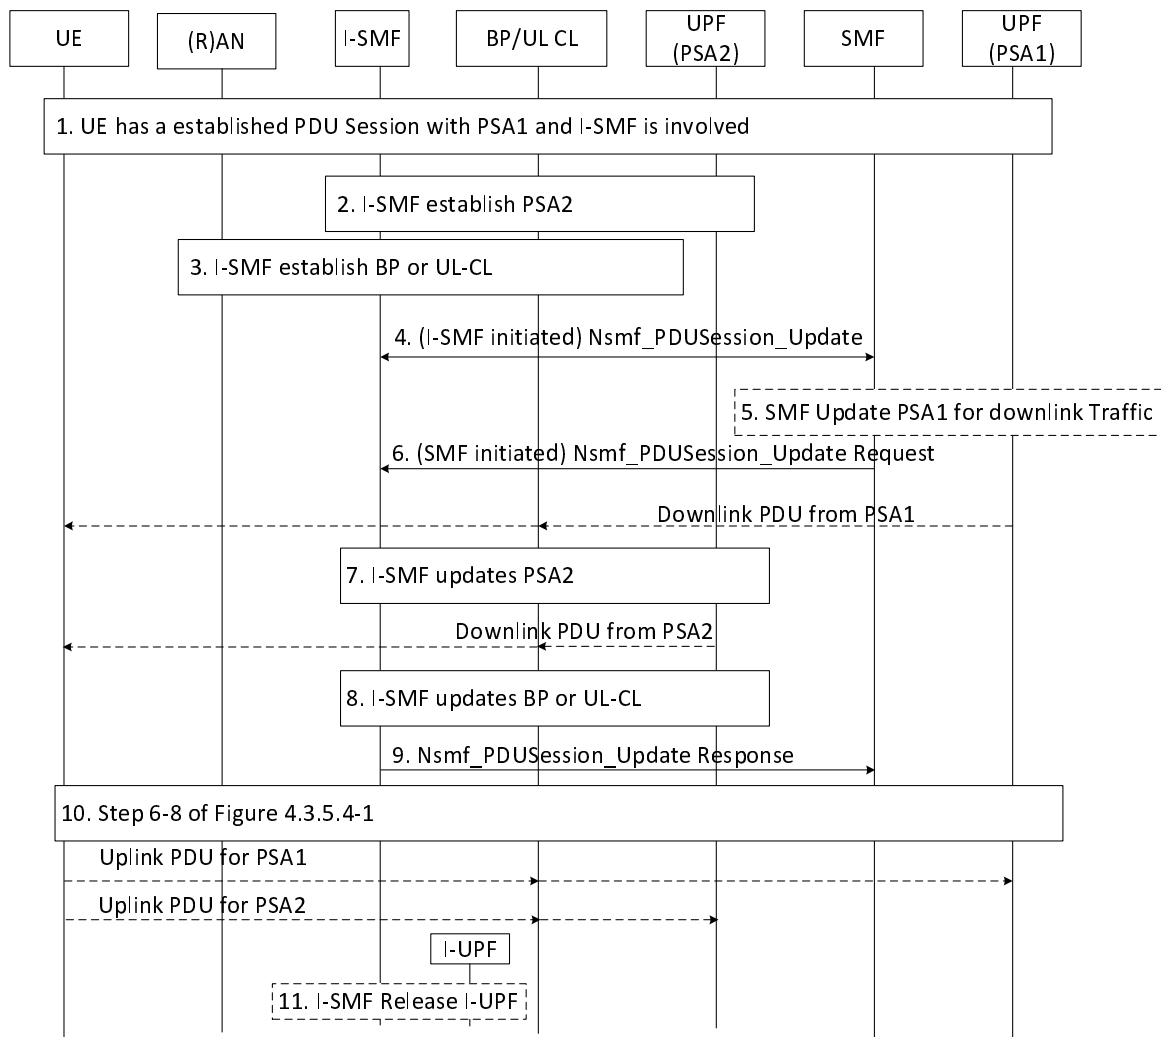 UE
(R)AN
I-SMF
BP/UL CL
UPF
(PSA2)
SMF
UPF
(PSA1)
1. UE has a established PDU Session with PSA1 and I-SMF is involved
2. I-SMF establish PSA2
3. I-SMF establish BP or UL-CL
4. (I-SMF initiated) Nsmf_PDUSession_Update
5. SMF Update PSA1 for downlink Traffic
6. (SMF initiated) Nsmf_PDUSession_Update Request
Downlink PDU from PSA1
7. I-SMF updates PSA2
Downlink PDU from PSA2
8. I-SMF updates BP or UL-CL
9. Nsmf_PDUSession_Update Response
10. Step 6-8 of Figure 4.3.5.4-1
Uplink PDU for PSA1
Uplink PDU for PSA2
I-UPF
11. I-SMF Release I-UPF